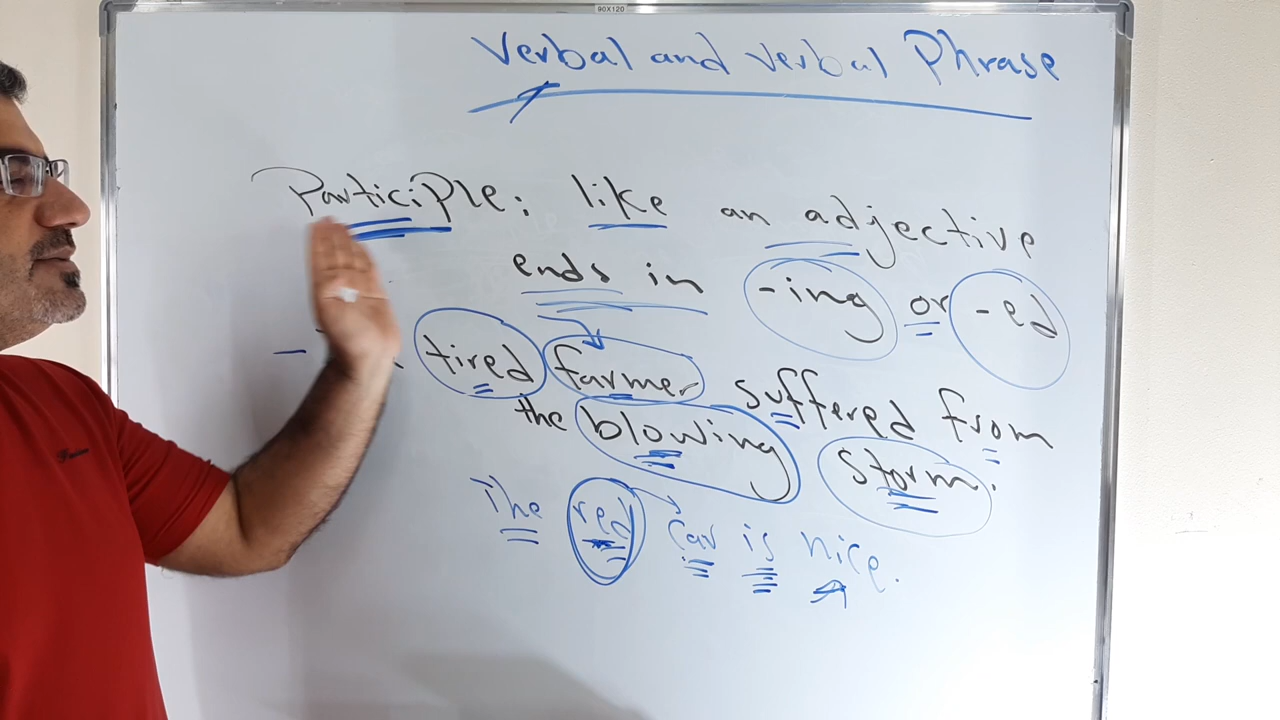 90X120
Verbal and verbal Phrase
Participle: like an adjective
ends in -ing or -ed
- tired farmer suffered from
the blowing storm.
The red car is nice.